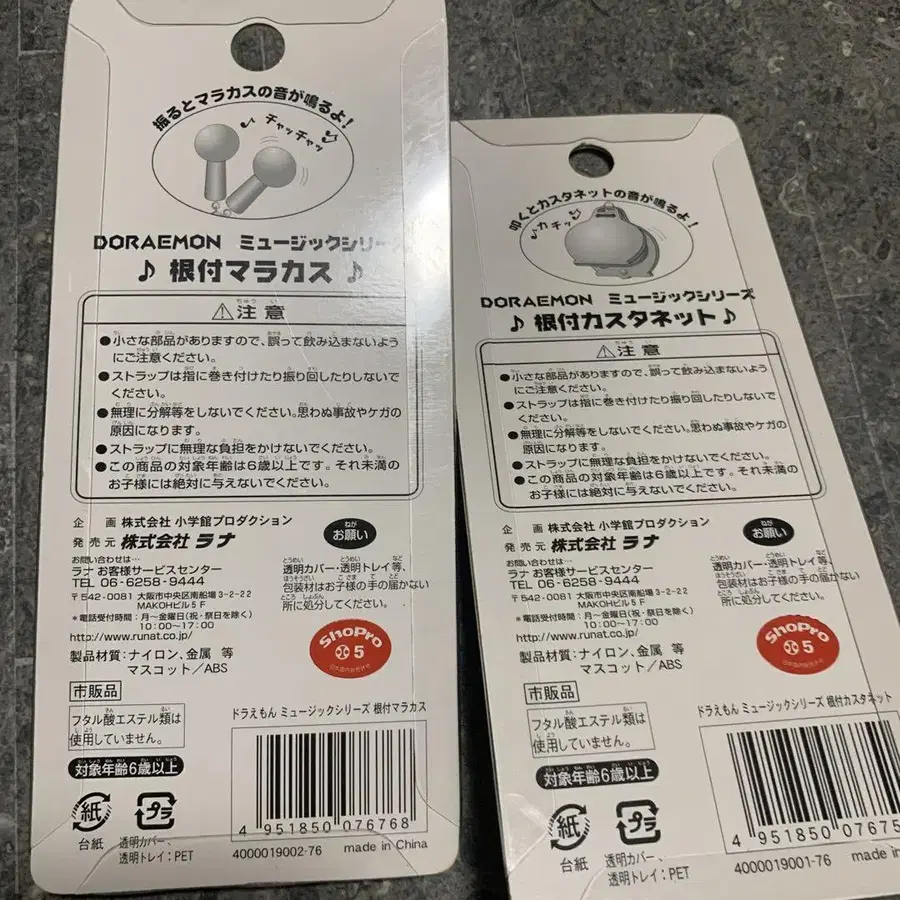 振るとマラカスの音が鳴るよ!
チャッチャッ
DORAEMON ミュージックシリーズ
♪ 根付マラカス ♪
⚠注意
●小さな部品がありますので、誤って飲み込まないよう
にご注意ください。
●ストラップは指に巻き付けたり振り回したりしないで
ください。
●無理に分解等をしないでください。思わぬ事故やケガの
原因になります。
●ストラップに無理な負担をかけないでください。
●この商品の対象年齢は6歳以上です。それ未満の
お子様には絶対に与えないでください。
企 画 株式会社 小学館プロダクション
発売元 株式会社 ラナ
お問い合わせは…
ラナ お客様サービスセンター
TEL 06-6258-9444
〒542-0081 大阪市中央区南船場3-2-22
MAKOHビル5F
*電話受付時間:月~金曜日(祝・祭日を除く)
10:00~17:00
http://www.runat.co.jp/
製品材質:ナイロン、金属 等
マスコット/ABS
お願い
透明カバー・透明トレイ等、
包装材はお子様の手の届かない
所に処分してください。
ShoPro
5
市販品
フタル酸エステル類は
使用していません。
対象年齢6歳以上
紙
台紙
プラ
透明カバー、
透明トレイ:PET
ドラえもん ミュージックシリーズ 根付マラカス
4 951850 076768
4000019002-76 made in China
叩くとカスタネットの音が鳴るよ!
カチッ
DORAEMON ミュージックシリーズ
♪ 根付カスタネット ♪
⚠注意
●小さな部品がありますので、誤って飲み込まないよう
にご注意ください。
●ストラップは指に巻き付けたり振り回したりしないで
ください。
●無理に分解等をしないでください。思わぬ事故やケガの
原因になります。
●ストラップに無理な負担をかけないでください。
●この商品の対象年齢は6歳以上です。それ未満の
お子様には絶対に与えないでください。
企 画 株式会社 小学館プロダクション
発売元 株式会社 ラナ
お問い合わせは…
ラナ お客様サービスセンター
TEL 06-6258-9444
〒542-0081 大阪市中央区南船場3-2-22
MAKOHビル5F
*電話受付時間:月~金曜日(祝・祭日を除く)
10:00~17:00
http://www.runat.co.jp/
製品材質:ナイロン、金属 等
マスコット/ABS
お願い
透明カバー・透明トレイ等、
包装材はお子様の手の届かない
所に処分してください。
ShoPro
5
市販品
フタル酸エステル類は
使用していません。
対象年齢6歳以上
紙
台紙
プラ
透明カバー、
透明トレイ:PET
ドラえもん ミュージックシリーズ 根付カスタネット
4 951850 07675
4000019001-76 made in